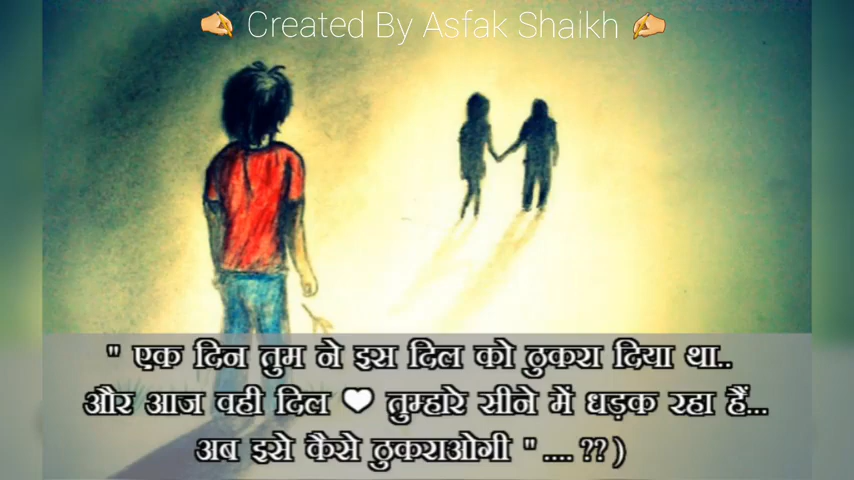 ✍ Created By Asfak Shaikh ✍
" एक दिन तुम ने इस दिल को ठुकरा दिया था..
और आज वही दिल ❤ तुम्हारे सीने में धड़क रहा हैं...
अब इसे कैसे ठुकराओगी " .... ?? )